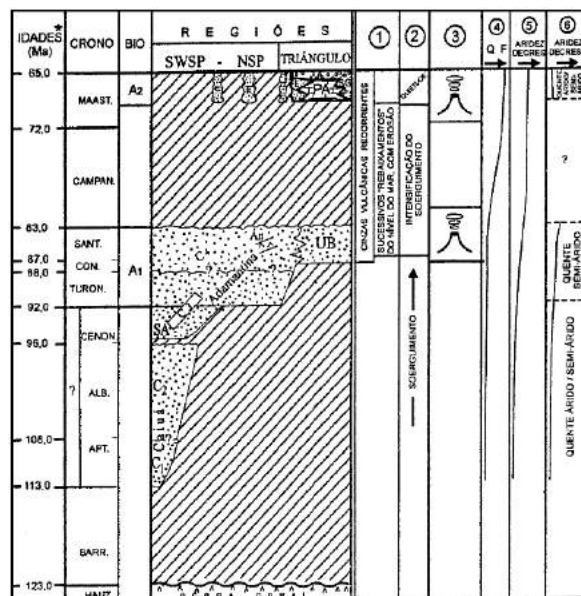 IDADES* (Ma)
CRONO
BIO
R E G I Õ E S
SWSP - NSP
TRIÂNGULO
1
2
3
4
5
6
Q F
ARIDEZ DECRES
ARIDEZ DECRES
65,0
MAAST.
A2
PA
72,0
CAMPAN.
83,0
SANT.
87,0
CON.
88,0
TURON.
92,0
A1
CENON
96,0
?
ALB.
108,0
APT.
113,0
BARR.
123,0
HAUT
UB
Adamantina
SA
Caiuá
CINZAS VULCÂNICAS RECORRENTES
SUCESSIVOS "REBAIXAMENTOS"
DO NÍVEL DO MAR, COM EROSÃO
INTENSIFICAÇÃO DO
SOERGUIMENTO
SOERGUIMENTO
?
QUENTE
SEMI-ÁRIDO
QUENTE ÁRIDO / SEMI-ÁRIDO